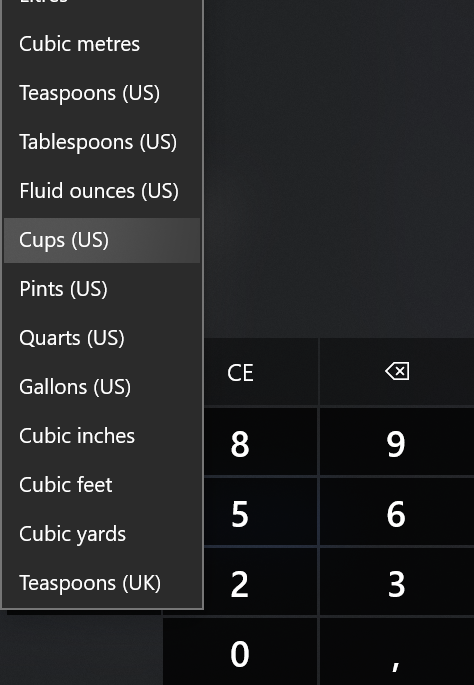 Cubic metres
Teaspoons (US)
Tablespoons (US)
Fluid ounces (US)
Cups (US)
Pints (US)
Quarts (US)
Gallons (US)
Cubic inches
Cubic feet
Cubic yards
Teaspoons (UK)
CE
8
9
5
6
2
3
0
,